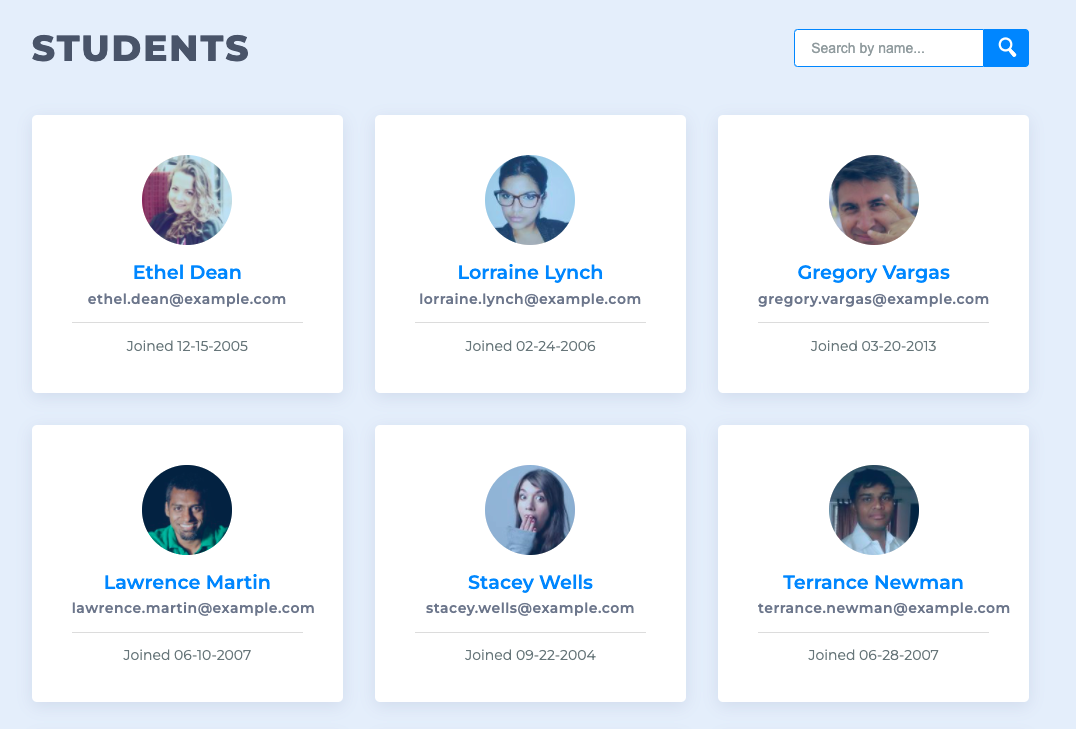 STUDENTS
Search by name...
Ethel Dean
ethel.dean@example.com
Joined 12-15-2005
Lorraine Lynch
lorraine.lynch@example.com
Joined 02-24-2006
Gregory Vargas
gregory.vargas@example.com
Joined 03-20-2013
Lawrence Martin
lawrence.martin@example.com
Joined 06-10-2007
Stacey Wells
stacey.wells@example.com
Joined 09-22-2004
Terrance Newman
terrance.newman@example.com
Joined 06-28-2007